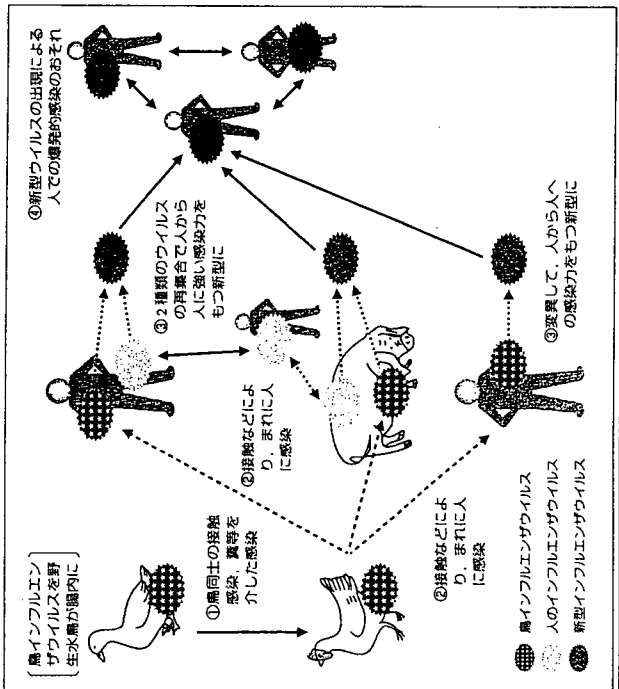 鳥インフルエン
ザウイルスを野
生水鳥が腸内に
①鳥同士の接触
感染、糞等を
介した感染
②接触などによ
り、まれに人
に感染
②接触などによ
り、まれに人
に感染
③2種類のウイルス
の再集合で人から
人に強い感染力を
もつ新型に
③変異して、人から人へ
の感染力をもつ新型に
④新型ウイルスの出現による
人での爆発的感染のおそれ
鳥インフルエンザウイルス
人のインフルエンザウイルス
新型インフルエンザウイルス